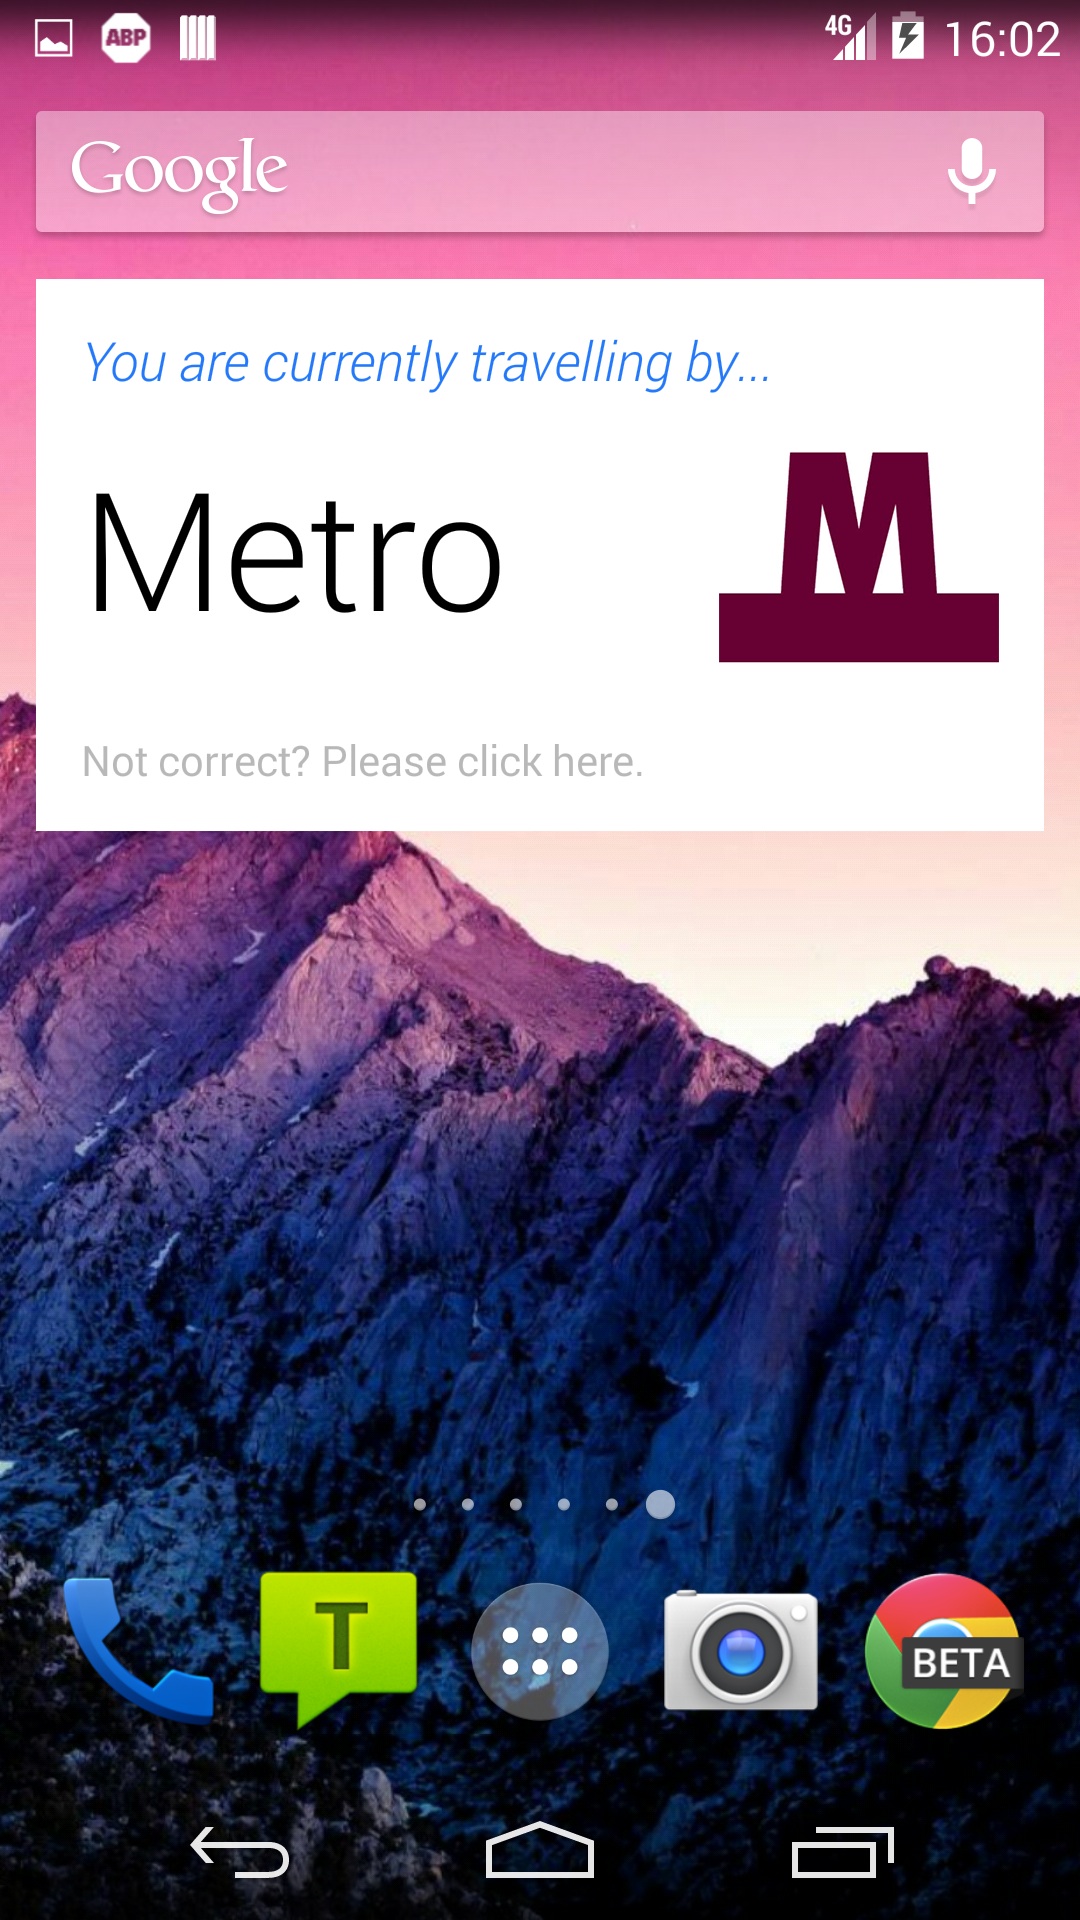 ABP 4G 16:02
Google
You are currently travelling by...
Metro M
Not correct? Please click here.
T BETA